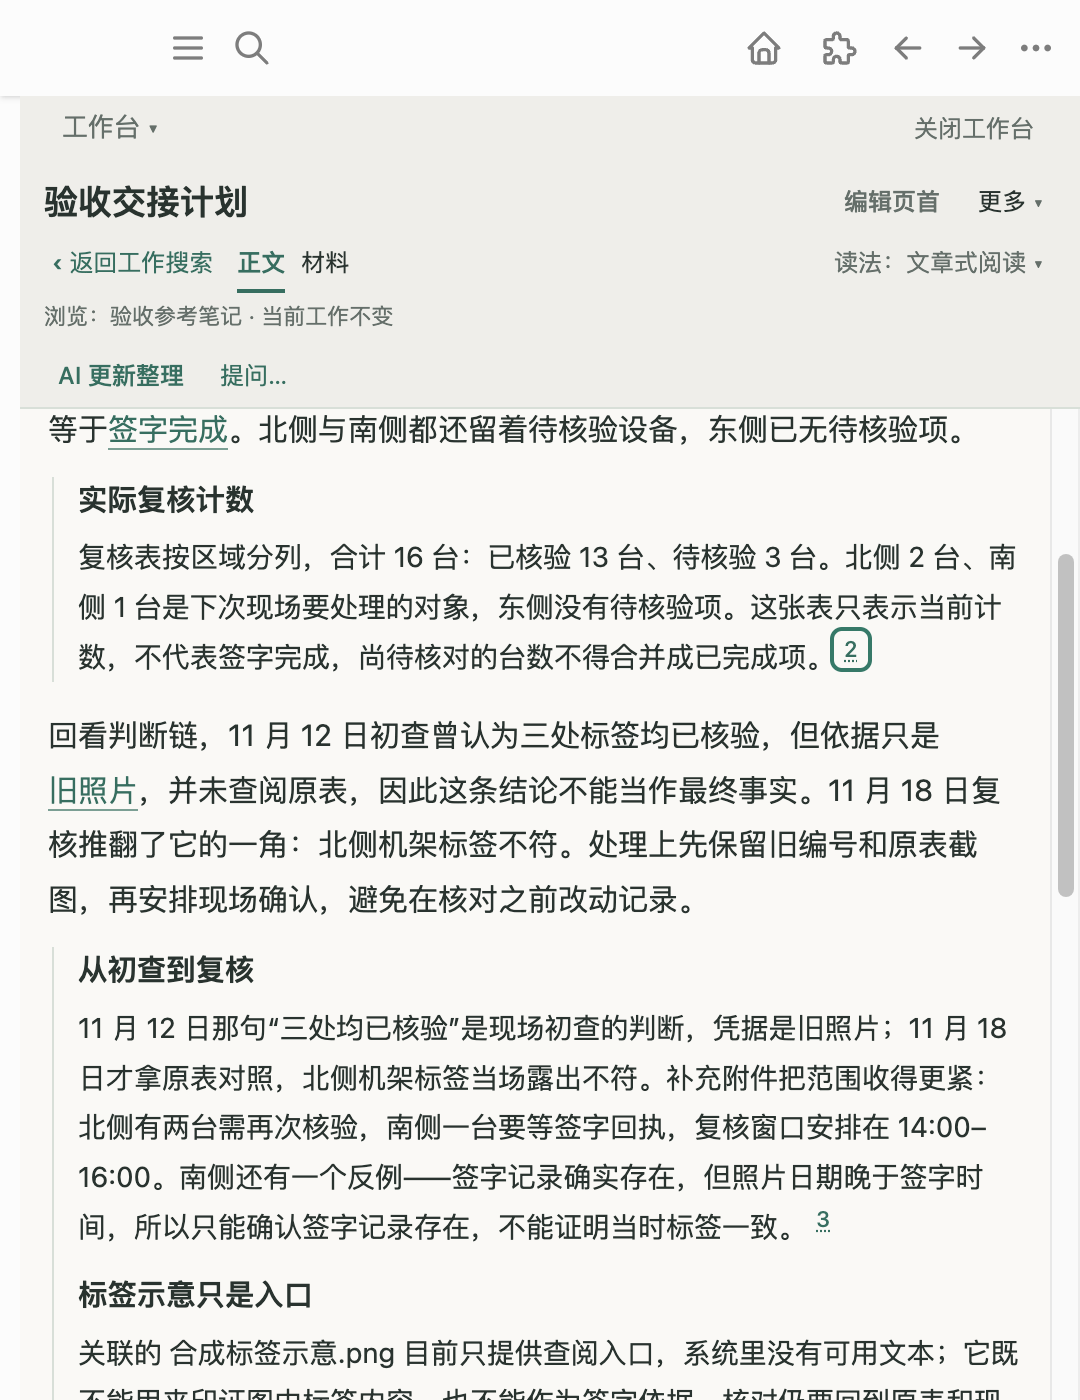 工作台 ▾
关闭工作台
验收交接计划
编辑页首
更多 ▾
‹ 返回工作搜索
正文
材料
读法：文章式阅读 ▾
浏览：验收参考笔记 · 当前工作不变
AI 更新整理
提问...
等于签字完成。北侧与南侧都还留着待核验设备，东侧已无待核验项。
实际复核计数
复核表按区域分列，合计 16 台：已核验 13 台、待核验 3 台。北侧 2 台、南
侧 1 台是下次现场要处理的对象，东侧没有待核验项。这张表只表示当前计
数，不代表签字完成，尚待核对的台数不得合并成已完成项。 2
回看判断链，11 月 12 日初查曾认为三处标签均已核验，但依据只是
旧照片，并未查阅原表，因此这条结论不能当作最终事实。11 月 18 日复
核推翻了它的一角：北侧机架标签不符。处理上先保留旧编号和原表截
图，再安排现场确认，避免在核对之前改动记录。
从初查到复核
11 月 12 日那句“三处均已核验”是现场初查的判断，凭据是旧照片；11 月 18
日才拿原表对照，北侧机架标签当场露出不符。补充附件把范围收得更紧：
北侧有两台需再次核验，南侧一台要等签字回执，复核窗口安排在 14:00–
16:00。南侧还有一个反例——签字记录确实存在，但照片日期晚于签字时
间，所以只能确认签字记录存在，不能证明当时标签一致。 3
标签示意只是入口
关联的 合成标签示意.png 目前只提供查阅入口，系统里没有可用文本；它既